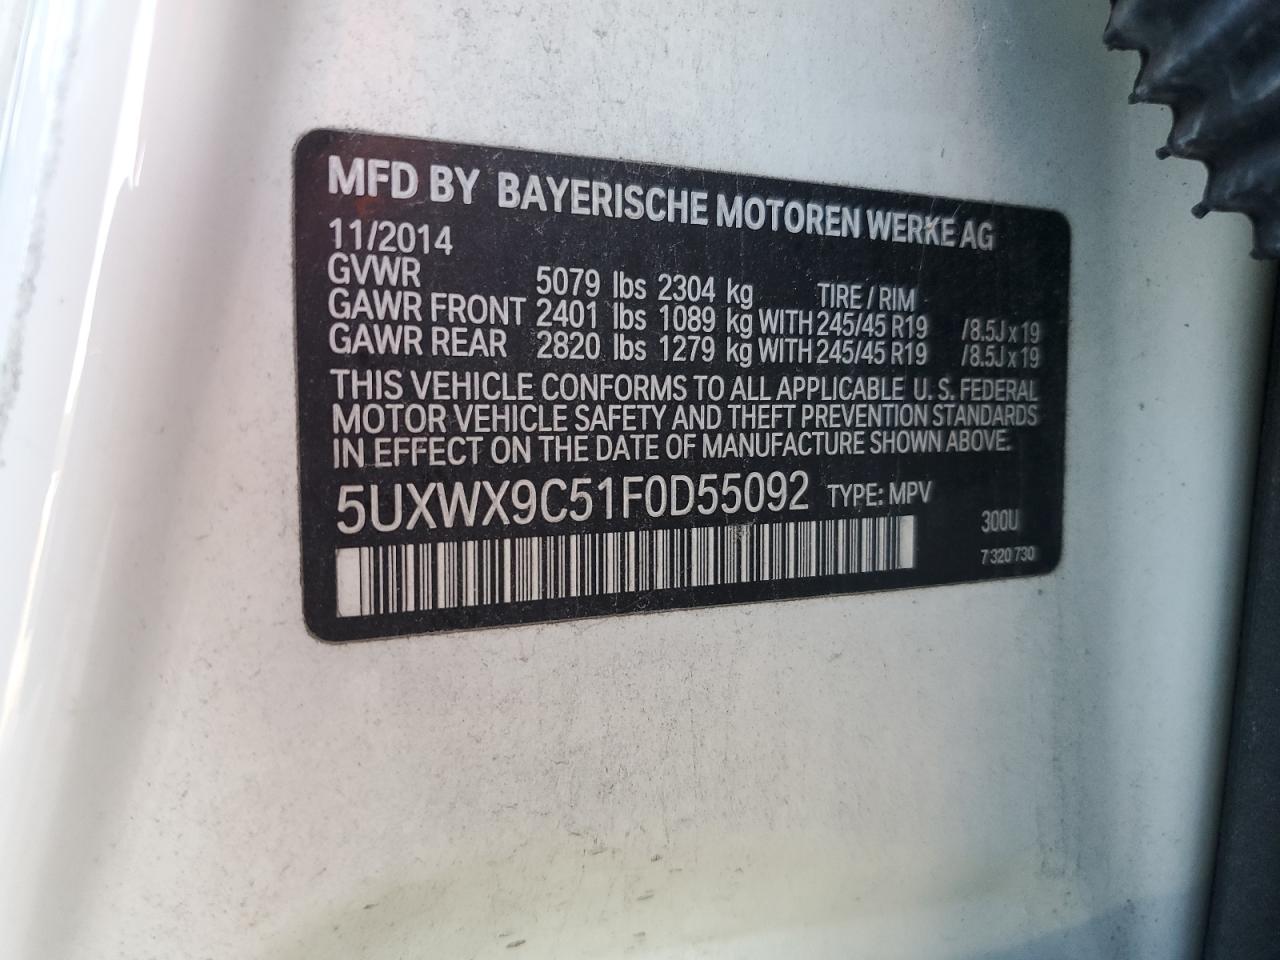 MFD BY BAYERISCHE MOTOREN WERKE AG
11/2014
GVWR 5079 lbs 2304 kg TIRE / RIM
GAWR FRONT 2401 lbs 1089 kg WITH 245/45 R19 /8.5J x 19
GAWR REAR 2820 lbs 1279 kg WITH 245/45 R19 /8.5J x 19
THIS VEHICLE CONFORMS TO ALL APPLICABLE U. S. FEDERAL
MOTOR VEHICLE SAFETY AND THEFT PREVENTION STANDARDS
IN EFFECT ON THE DATE OF MANUFACTURE SHOWN ABOVE.
5UXWX9C51F0D55092 TYPE: MPV
300U
7 320 730